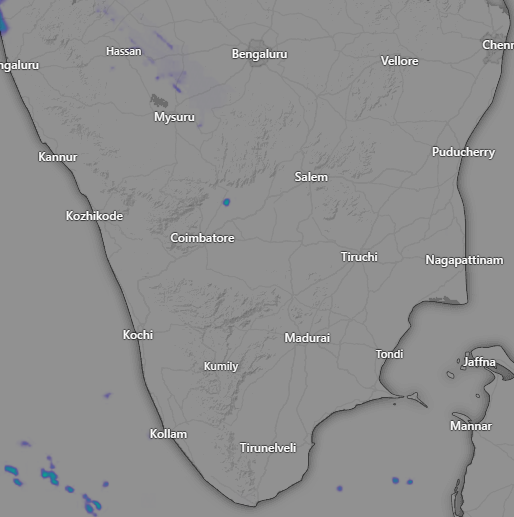 Hassan
Bengaluru
Chenn
ngaluru
Vellore
Mysuru
Kannur
Puducherry
Salem
Kozhikode
Coimbatore
Tiruchi
Nagapattinam
Kochi
Madurai
Tondi
Kumily
Jaffna
Kollam
Mannar
Tirunelveli